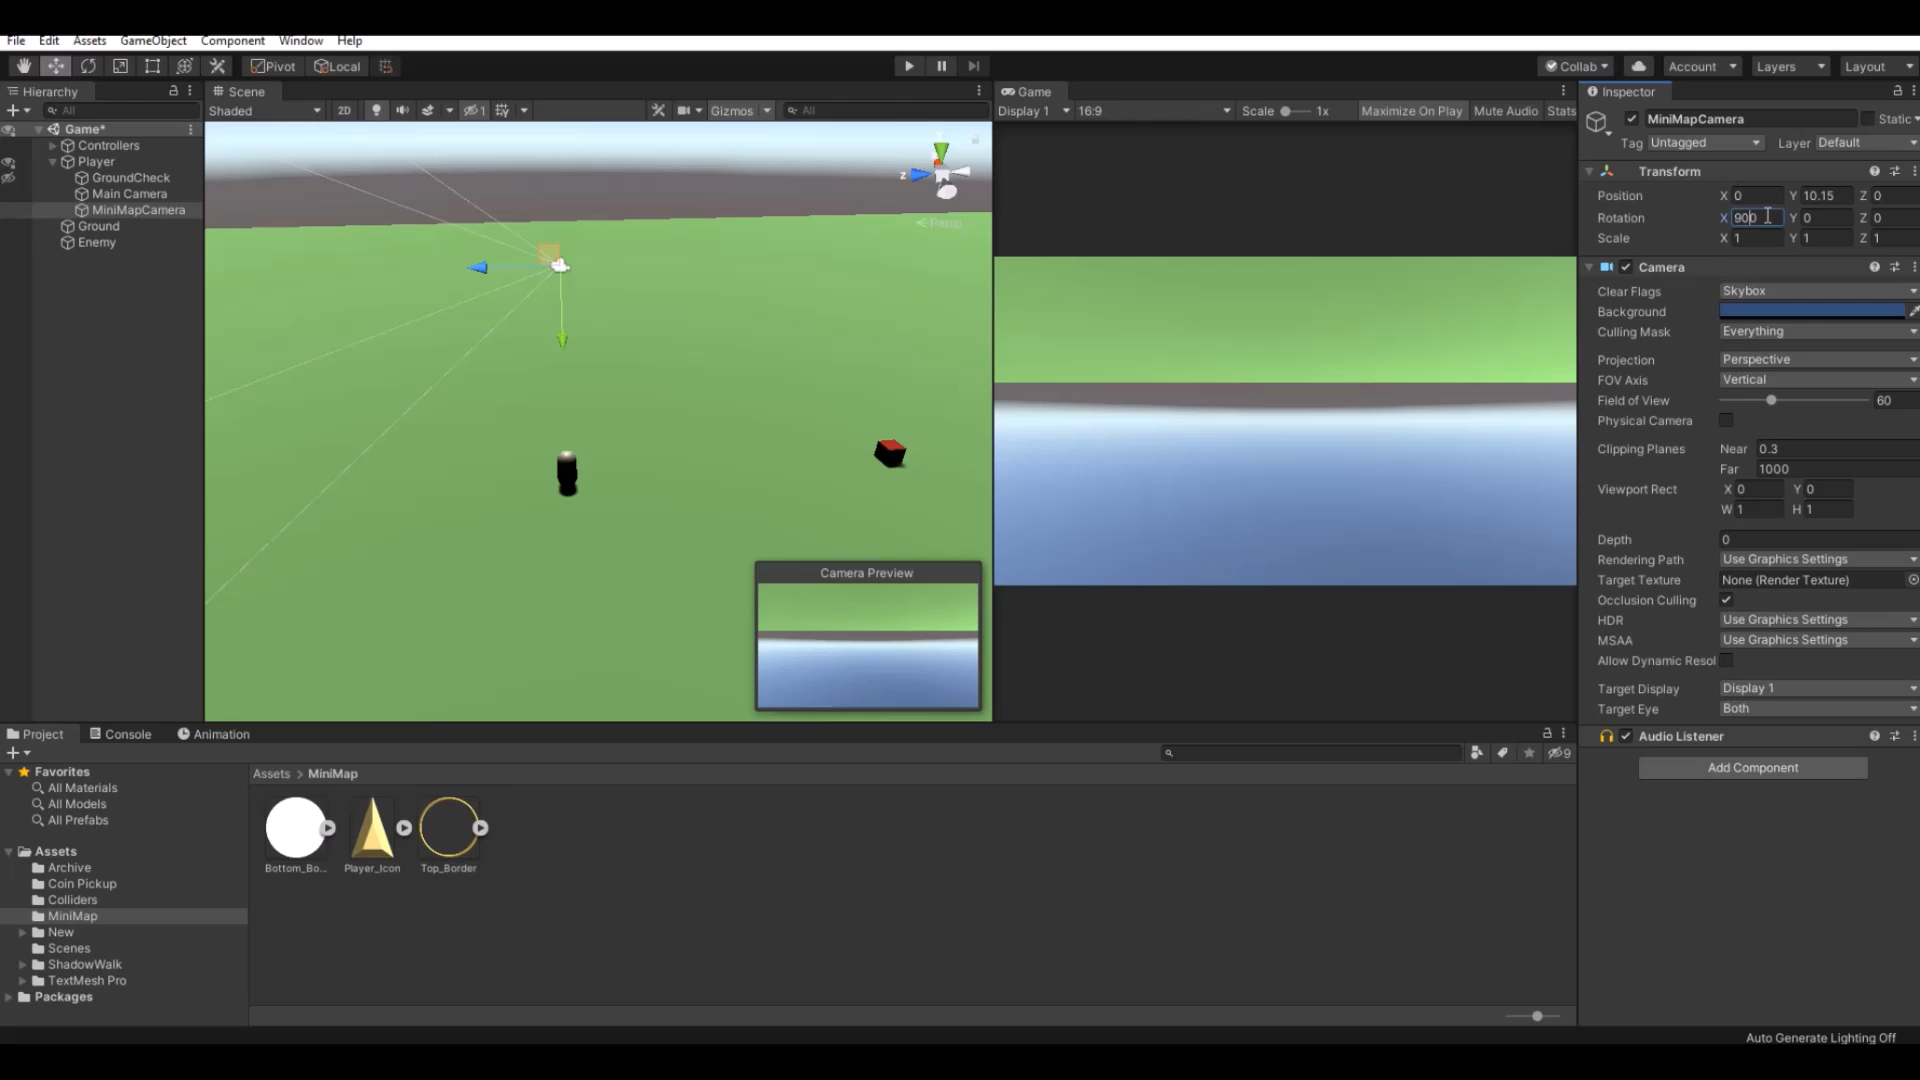 File Edit Assets GameObject Component Window Help
Pivot Local
Collab Account Layers Layout
Hierarchy
All
Game*
Controllers
Player
GroundCheck
Main Camera
MiniMapCamera
Ground
Enemy
Scene
Shaded 2D 1 Gizmos All
y
z
Persp
Camera Preview
Game
Display 1 16:9 Scale 1x Maximize On Play Mute Audio Stats
Inspector
MiniMapCamera Static
Tag Untagged Layer Default
Transform
Position X 0 Y 10.15 Z 0
Rotation X 900 Y 0 Z 0
Scale X 1 Y 1 Z 1
Camera
Clear Flags Skybox
Background
Culling Mask Everything
Projection Perspective
FOV Axis Vertical
Field of View 60
Physical Camera
Clipping Planes Near 0.3
Far 1000
Viewport Rect X 0 Y 0
W 1 H 1
Depth 0
Rendering Path Use Graphics Settings
Target Texture None (Render Texture)
Occlusion Culling
HDR Use Graphics Settings
MSAA Use Graphics Settings
Allow Dynamic Resol
Target Display Display 1
Target Eye Both
Audio Listener
Add Component
Project Console Animation
9
Favorites
All Materials
All Models
All Prefabs
Assets
Archive
Coin Pickup
Colliders
MiniMap
New
Scenes
ShadowWalk
TextMesh Pro
Packages
Assets > MiniMap
Bottom_Bo... Player_Icon Top_Border
Auto Generate Lighting Off